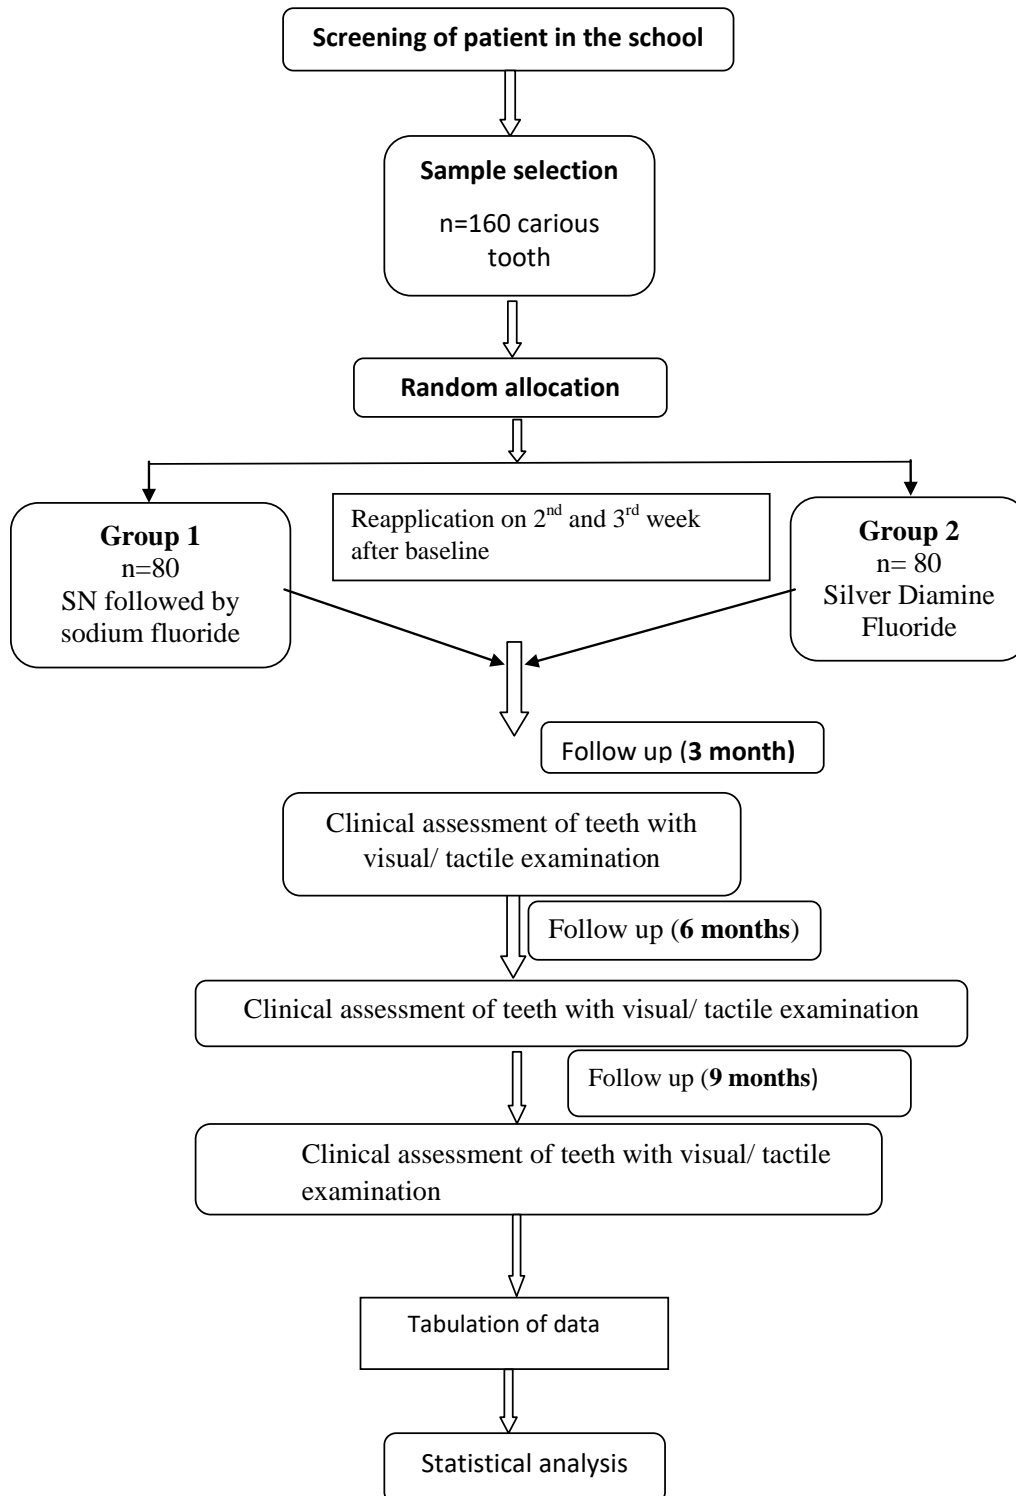 Screening of patient in the school
Sample selection
n=160 carious
tooth
Random allocation
Group 1
n=80
SN followed by
sodium fluoride
Reapplication on 2nd and 3rd week
after baseline
Group 2
n= 80
Silver Diamine
Fluoride
Follow up (3 month)
Clinical assessment of teeth with
visual/ tactile examination
Follow up (6 months)
Clinical assessment of teeth with visual/ tactile examination
Follow up (9 months)
Clinical assessment of teeth with visual/ tactile
examination
Tabulation of data
Statistical analysis